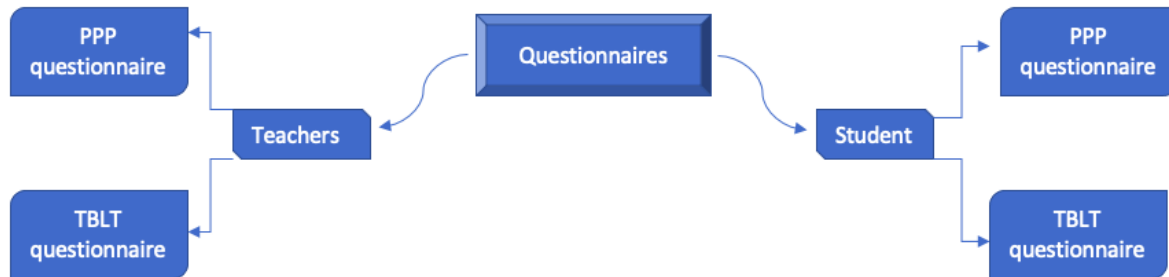 Questionnaires
PPP
questionnaire
PPP
questionnaire
Teachers
Student
TBLT
questionnaire
TBLT
questionnaire